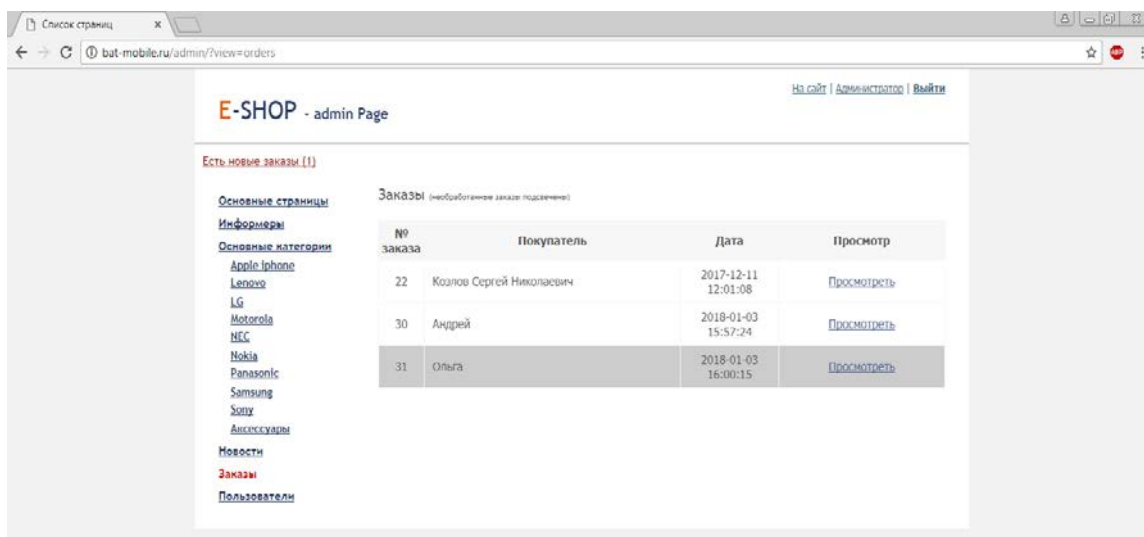 Список страниц
bat-mobile.ru/admin/?view=orders
На сайт | Администратор | Выйти
E-SHOP - admin Page
Есть новые заказы (1)
Основные страницы
Информеры
Основные категории
Apple iphone
Lenovo
LG
Motorola
NEC
Nokia
Panasonic
Samsung
Sony
Аксессуары
Новости
Заказы
Пользователи
Заказы (необработанные заказы подсвечены)
№ заказа Покупатель Дата Просмотр
22 Козлов Сергей Николаевич 2017-12-11 12:01:08 Просмотреть
30 Андрей 2018-01-03 15:57:24 Просмотреть
31 Ольга 2018-01-03 16:00:15 Просмотреть